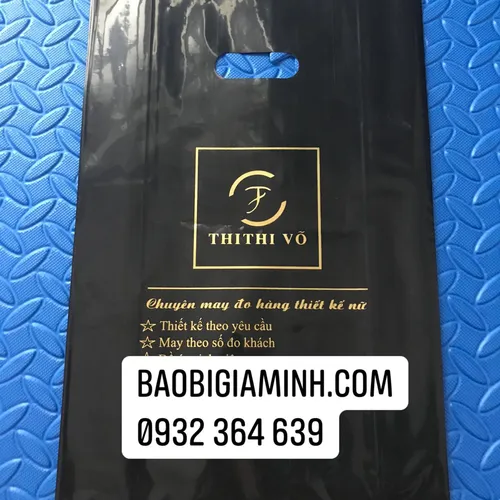 THITHI VÕ
Chuyên may đo hàng thiết kế nữ
☆ Thiết kế theo yêu cầu
☆ May theo số đo khách
BAOBIGIAMINH.COM
0932 364 639